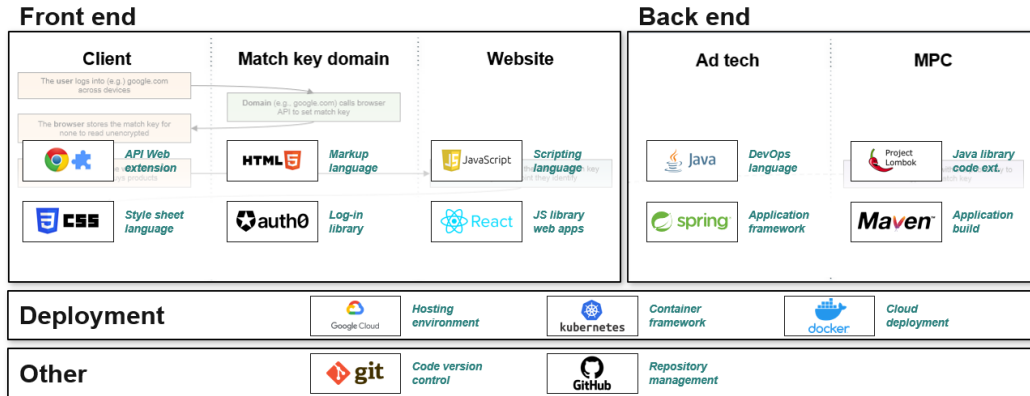 Front end
Back end
Client
Match key domain
Website
Ad tech
MPC
The user logs into (e.g.) google.com
across devices
Domain (e.g., google.com) calls browser
API to set match key
The browser stores the match key for
none to read unencrypted
API Web
extension
HTML5
Markup
language
JS JavaScript
Scripting
language
Java
DevOps
language
Project
Lombok
Java library
code ext.
CSS
Style sheet
language
auth0
Log-in
library
React
JS library
web apps
spring
Application
framework
Maven™
Application
build
Deployment
Google Cloud
Hosting
environment
kubernetes
Container
framework
docker
Cloud
deployment
Other
git
Code version
control
GitHub
Repository
management